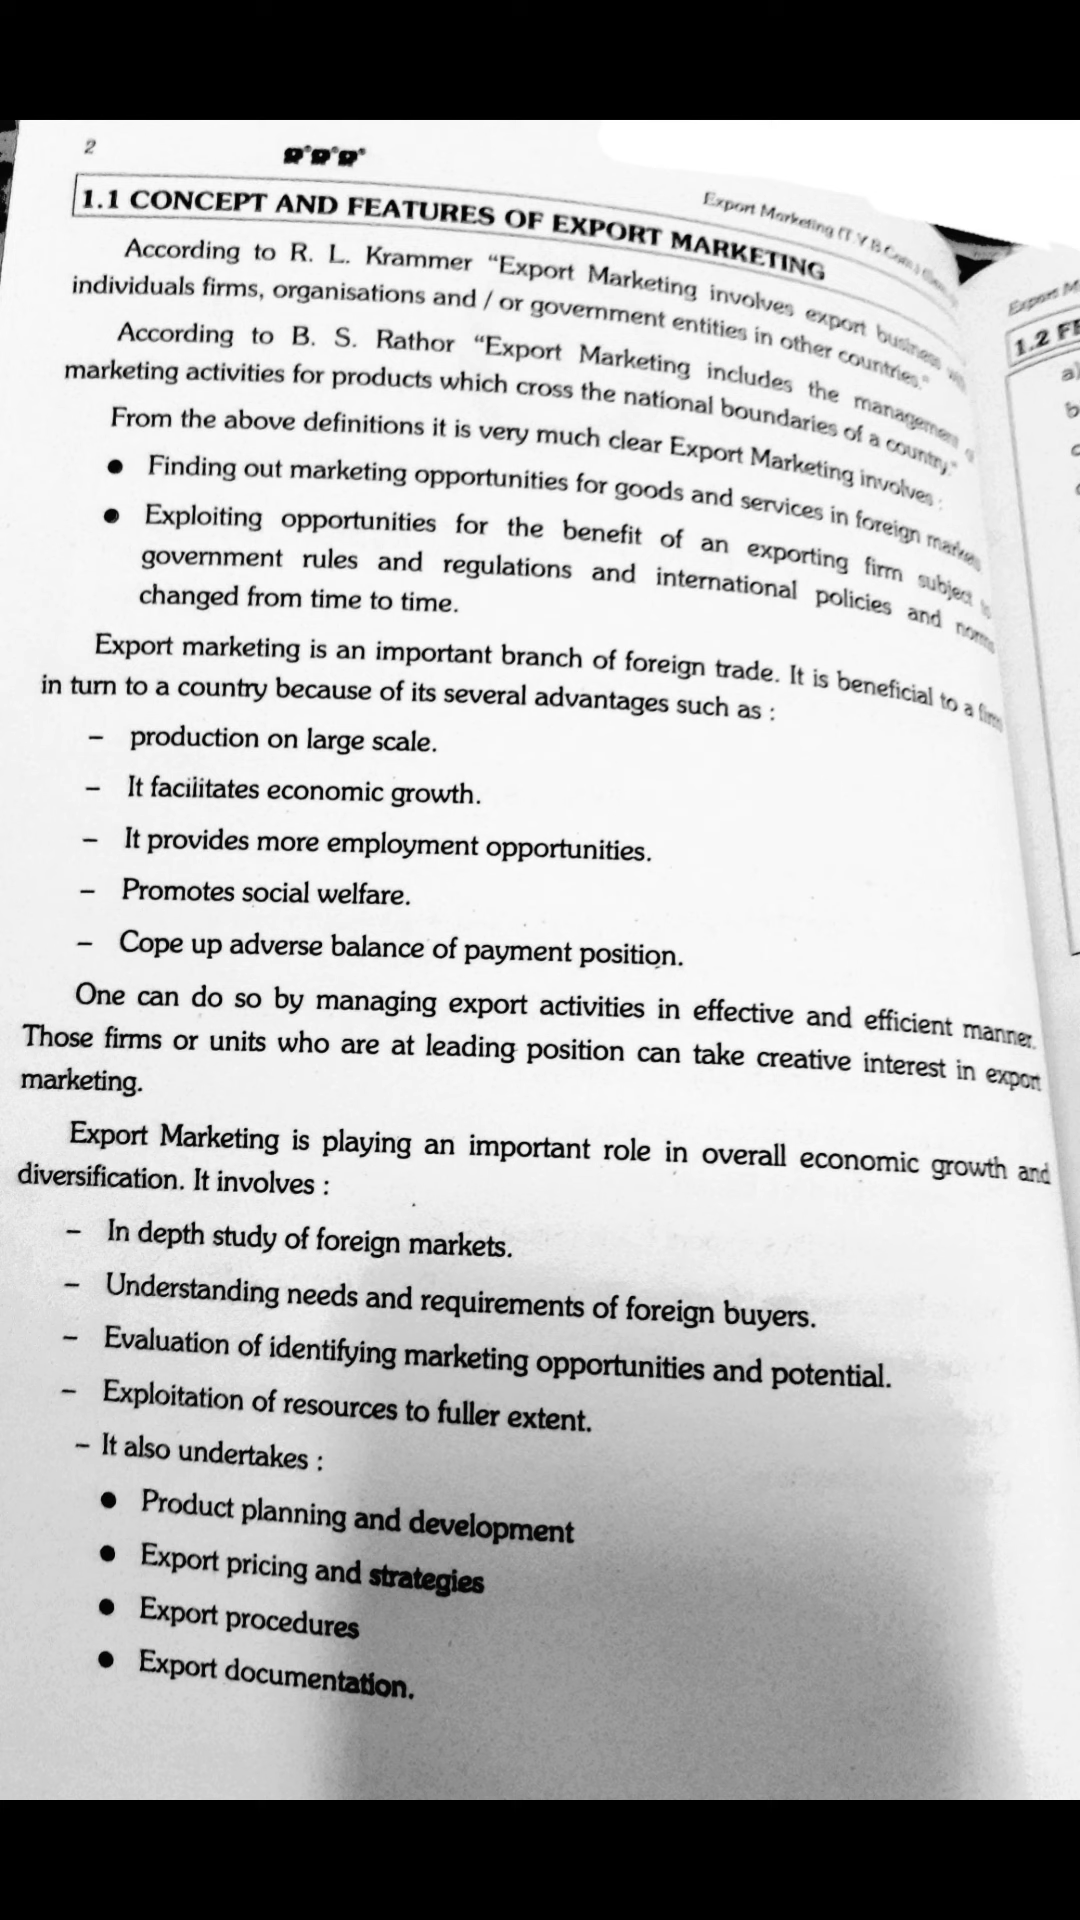 2
Export Marketing (T.Y.B.Com.)
1.1 CONCEPT AND FEATURES OF EXPORT MARKETING
According to R. L. Krammer “Export Marketing involves export business with
individuals firms, organisations and / or government entities in other countries.”
According to B. S. Rathor “Export Marketing includes the management of
marketing activities for products which cross the national boundaries of a country.”
From the above definitions it is very much clear Export Marketing involves :
● Finding out marketing opportunities for goods and services in foreign markets
● Exploiting opportunities for the benefit of an exporting firm subject to
government rules and regulations and international policies and norms
changed from time to time.
Export marketing is an important branch of foreign trade. It is beneficial to a firm
in turn to a country because of its several advantages such as :
– production on large scale.
– It facilitates economic growth.
– It provides more employment opportunities.
– Promotes social welfare.
– Cope up adverse balance of payment position.
One can do so by managing export activities in effective and efficient manner.
Those firms or units who are at leading position can take creative interest in export
marketing.
Export Marketing is playing an important role in overall economic growth and
diversification. It involves :
– In depth study of foreign markets.
– Understanding needs and requirements of foreign buyers.
– Evaluation of identifying marketing opportunities and potential.
– Exploitation of resources to fuller extent.
– It also undertakes :
● Product planning and development
● Export pricing and strategies
● Export procedures
● Export documentation.
Export M
1.2 FE
a)
b